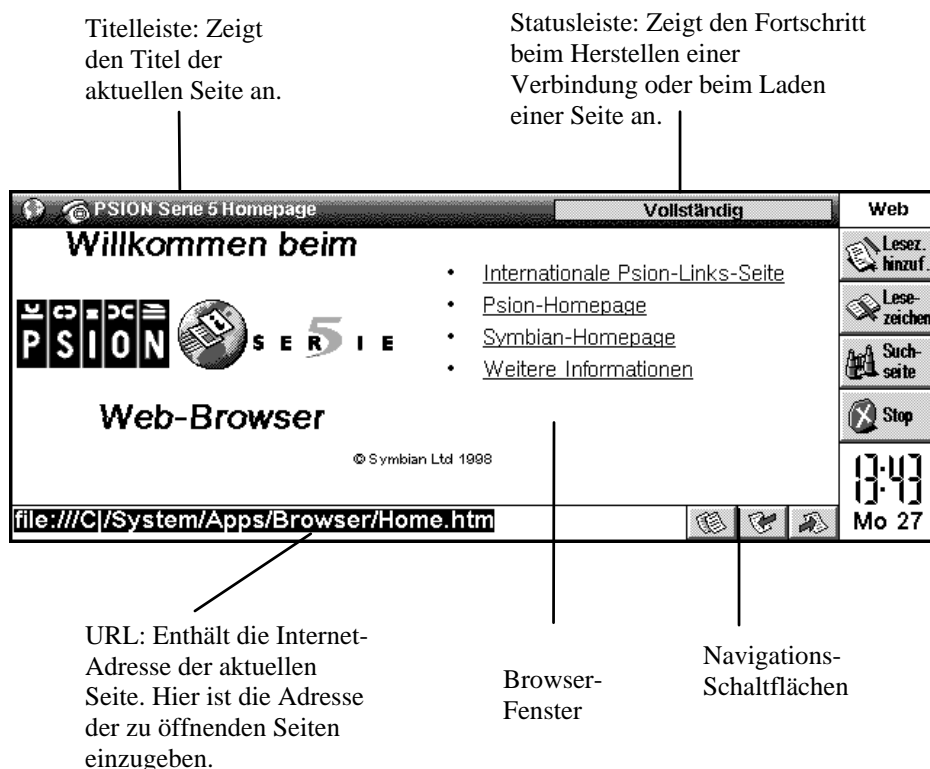 Titelleiste: Zeigt
den Titel der
aktuellen Seite an.
Statusleiste: Zeigt den Fortschritt
beim Herstellen einer
Verbindung oder beim Laden
einer Seite an.
PSION Serie 5 Homepage
Vollständig
Web
Willkommen beim
PSION
SERIE 5
Web-Browser
© Symbian Ltd 1998
• Internationale Psion-Links-Seite
• Psion-Homepage
• Symbian-Homepage
• Weitere Informationen
Lesez.
hinzuf.
Lese-
zeichen
Such-
seite
Stop
13:43
Mo 27
file:///C|/System/Apps/Browser/Home.htm
URL: Enthält die Internet-
Adresse der aktuellen
Seite. Hier ist die Adresse
der zu öffnenden Seiten
einzugeben.
Browser-
Fenster
Navigations-
Schaltflächen